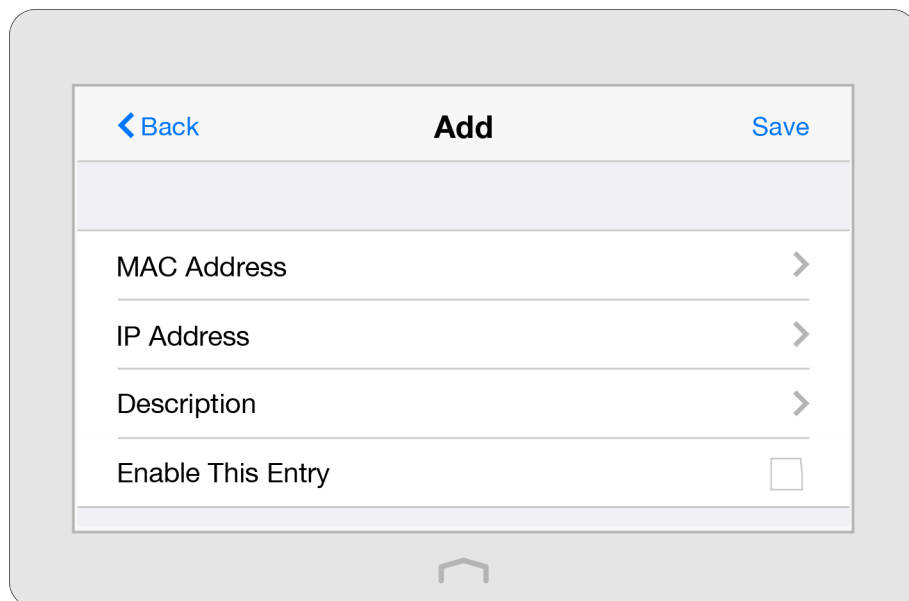 Back Add Save
MAC Address
IP Address
Description
Enable This Entry